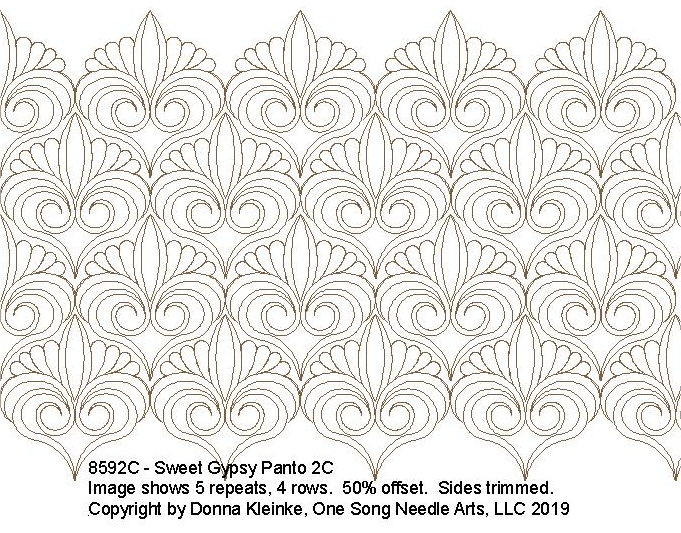 8592C - Sweet Gypsy Panto 2C
Image shows 5 repeats, 4 rows.  50% offset.  Sides trimmed.
Copyright by Donna Kleinke, One Song Needle Arts, LLC 2019